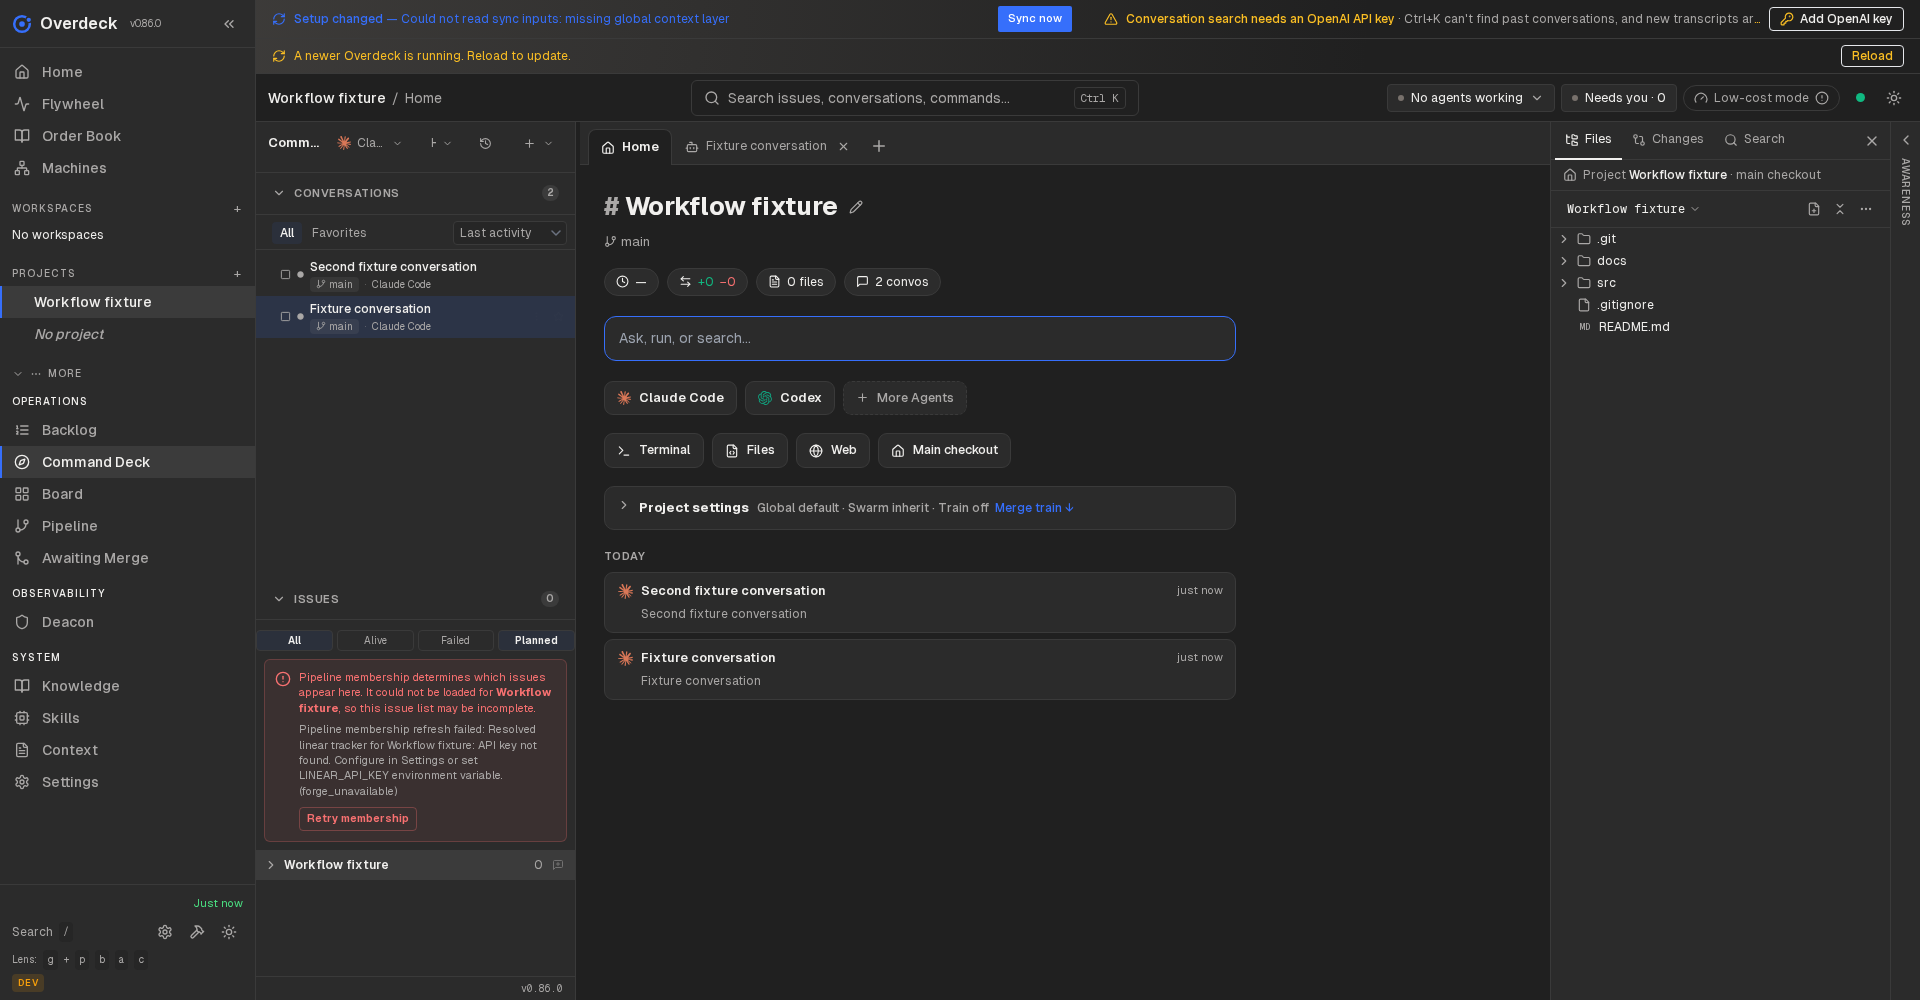 Overdeck v0.86.0
Setup changed — Could not read sync inputs: missing global context layer
Sync now
Conversation search needs an OpenAI API key · Ctrl+K can't find past conversations, and new transcripts ar...
Add OpenAI key
A newer Overdeck is running. Reload to update.
Reload
Workflow fixture / Home
Search issues, conversations, commands...
Ctrl K
No agents working
Needs you · 0
Low-cost mode
Home
Flywheel
Order Book
Machines
WORKSPACES +
No workspaces
PROJECTS +
Workflow fixture
No project
··· MORE
OPERATIONS
Backlog
Command Deck
Board
Pipeline
Awaiting Merge
OBSERVABILITY
Deacon
SYSTEM
Knowledge
Skills
Context
Settings
Just now
Search /
Lens: g + p b a c
DEV
Comm...
Cla...
CONVERSATIONS 2
All Favorites Last activity
Second fixture conversation
main · Claude Code
Fixture conversation
main · Claude Code
ISSUES 0
All Alive Failed Planned
Pipeline membership determines which issues
appear here. It could not be loaded for Workflow
fixture, so this issue list may be incomplete.
Pipeline membership refresh failed: Resolved
linear tracker for Workflow fixture: API key not
found. Configure in Settings or set
LINEAR_API_KEY environment variable.
(forge_unavailable)
Retry membership
Workflow fixture 0
v0.86.0
Home
Fixture conversation
# Workflow fixture
main
—
+0 −0
0 files
2 convos
Ask, run, or search...
Claude Code
Codex
+ More Agents
Terminal
Files
Web
Main checkout
Project settings Global default · Swarm inherit · Train off Merge train ↓
TODAY
Second fixture conversation just now
Second fixture conversation
Fixture conversation just now
Fixture conversation
Files
Changes
Search
Project Workflow fixture · main checkout
Workflow fixture
.git
docs
src
.gitignore
MD README.md
AWARENESS